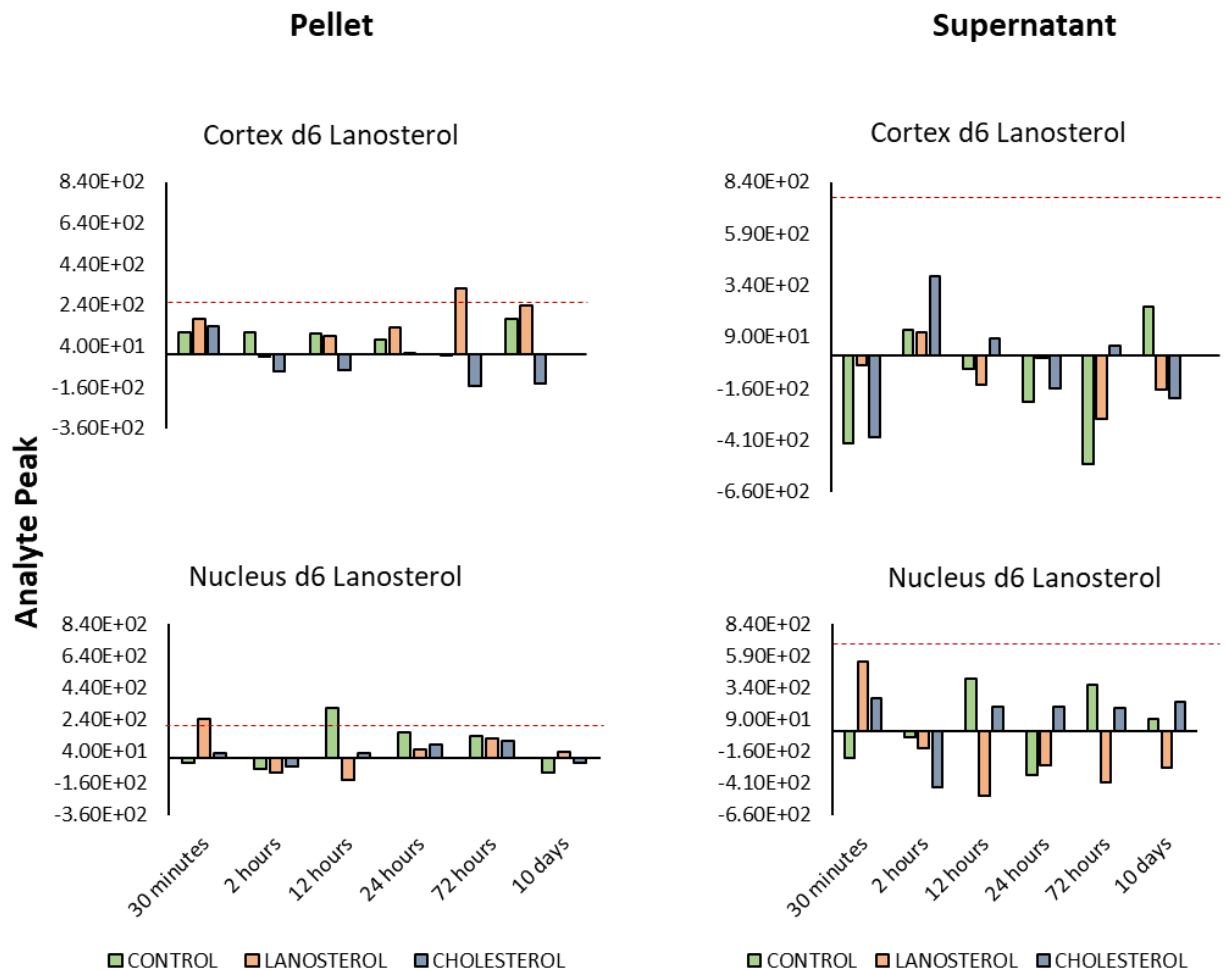 Pellet
Supernatant
Cortex d6 Lanosterol
8.40E+02
6.40E+02
4.40E+02
2.40E+02
4.00E+01
-1.60E+02
-3.60E+02
Cortex d6 Lanosterol
8.40E+02
5.90E+02
3.40E+02
9.00E+01
-1.60E+02
-4.10E+02
-6.60E+02
Analyte Peak
Nucleus d6 Lanosterol
8.40E+02
6.40E+02
4.40E+02
2.40E+02
4.00E+01
-1.60E+02
-3.60E+02
30 minutes
2 hours
12 hours
24 hours
72 hours
10 days
CONTROL LANOSTEROL CHOLESTEROL
Nucleus d6 Lanosterol
8.40E+02
5.90E+02
3.40E+02
9.00E+01
-1.60E+02
-4.10E+02
-6.60E+02
30 minutes
2 hours
12 hours
24 hours
72 hours
10 days
CONTROL LANOSTEROL CHOLESTEROL